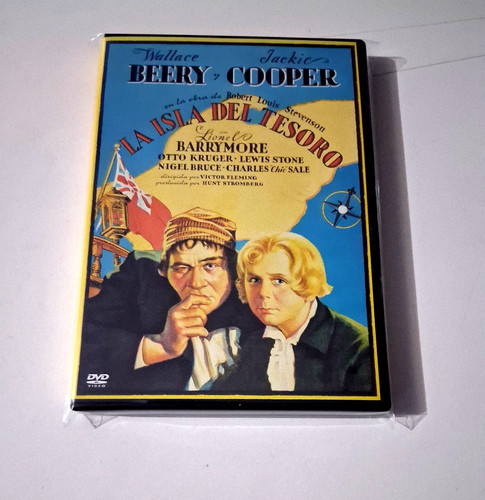 Wallace Jackie
BEERY y COOPER
en la obra de Robert Louis Stevenson
LA ISLA DEL TESORO
con
Lionel
BARRYMORE
OTTO KRUGER · LEWIS STONE
NIGEL BRUCE · CHARLES Chic SALE
dirigida por VICTOR FLEMING
producida por HUNT STROMBERG
DVD
VIDEO